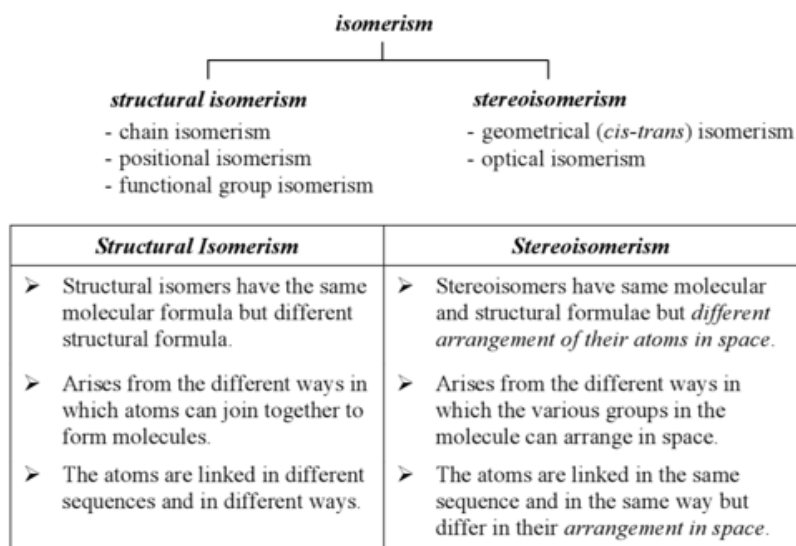 isomerism
structural isomerism
- chain isomerism
- positional isomerism
- functional group isomerism
stereoisomerism
- geometrical (cis-trans) isomerism
- optical isomerism
Structural Isomerism
➤ Structural isomers have the same
molecular formula but different
structural formula.
➤ Arises from the different ways in
which atoms can join together to
form molecules.
➤ The atoms are linked in different
sequences and in different ways.
Stereoisomerism
➤ Stereoisomers have same molecular
and structural formulae but different
arrangement of their atoms in space.
➤ Arises from the different ways in
which the various groups in the
molecule can arrange in space.
➤ The atoms are linked in the same
sequence and in the same way but
differ in their arrangement in space.